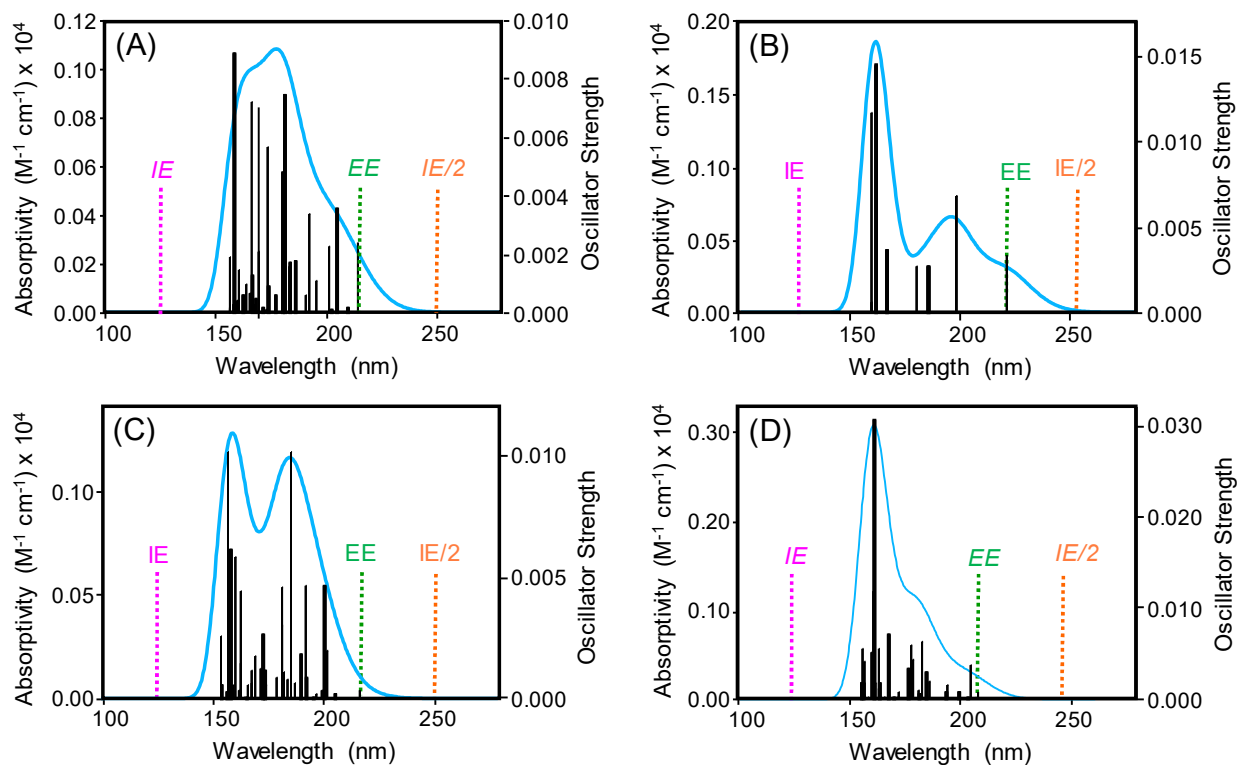 (A)
Absorptivity (M-1 cm-1) x 10⁴
0.12
0.10
0.08
0.06
0.04
0.02
0.00
IE
EE
IE/2
0.010
0.008
0.006
0.004
0.002
0.000
Oscillator Strength
100
150
200
250
Wavelength (nm)
(B)
Absorptivity (M-1 cm-1) x 10⁴
0.20
0.15
0.10
0.05
0.00
IE
EE
IE/2
0.015
0.010
0.005
0.000
Oscillator Strength
100
150
200
250
Wavelength (nm)
(C)
Absorptivity (M-1 cm-1) x 10⁴
0.10
0.05
0.00
IE
EE
IE/2
0.010
0.005
0.000
Oscillator Strength
100
150
200
250
Wavelength (nm)
(D)
Absorptivity (M-1 cm-1) x 10⁴
0.30
0.20
0.10
0.00
IE
EE
IE/2
0.030
0.020
0.010
0.000
Oscillator Strength
100
150
200
250
Wavelength (nm)